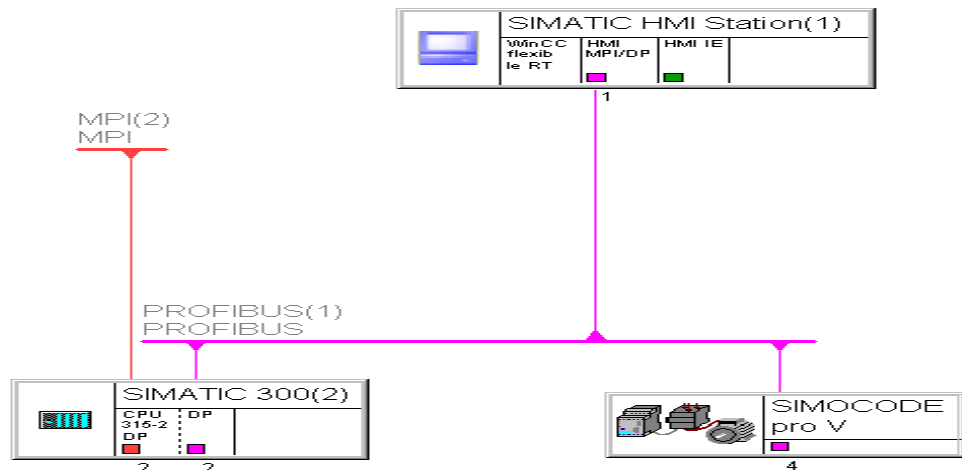 SIMATIC HMI Station(1)
WinCC
flexib
le RT
HMI
MPI/DP
HMI IE
1
MPI(2)
MPI
PROFIBUS(1)
PROFIBUS
SIMATIC 300(2)
CPU
315-2
DP
DP
2
2
SIMOCODE
pro V
4